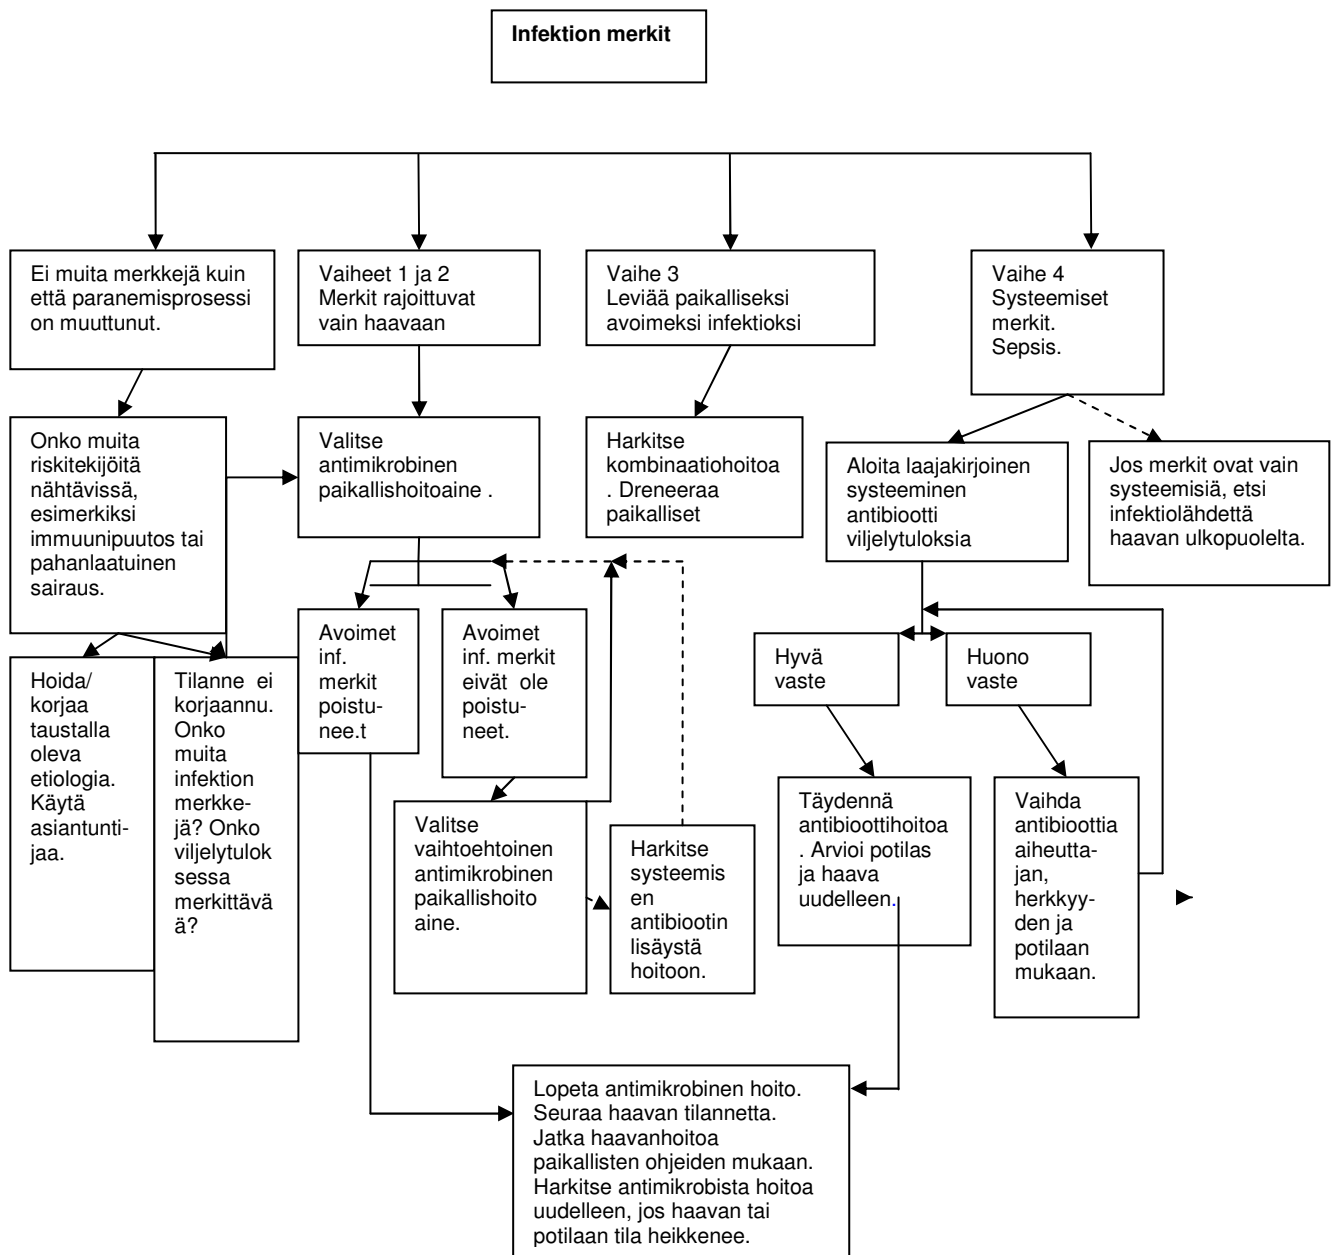 Infektion merkit
Ei muita merkkejä kuin
että paranemisprosessi
on muuttunut.
Vaiheet 1 ja 2
Merkit rajoittuvat
vain haavaan
Vaihe 3
Leviää paikalliseksi
avoimeksi infektioksi
Vaihe 4
Systeemiset
merkit.
Sepsis.
Onko muita
riskitekijöitä
nähtävissä,
esimerkiksi
immuunipuutos tai
pahanlaatuinen
sairaus.
Valitse
antimikrobinen
paikallishoitoaine .
Harkitse
kombinaatiohoitoa
. Dreneeraa
paikalliset
Aloita laajakirjoinen
systeeminen
antibiootti
viljelytuloksia
Jos merkit ovat vain
systeemisiä, etsi
infektiolähdettä
haavan ulkopuolelta.
Hoida/
korjaa
taustalla
oleva
etiologia.
Käytä
asiantunti-
jaa.
Tilanne ei
korjaannu.
Onko
muita
infektion
merkke-
jä? Onko
viljelytulok
sessa
merkittävä
ä?
Avoimet
inf.
merkit
poistu-
nee.t
Avoimet
inf. merkit
eivät ole
poistu-
neet.
Hyvä
vaste
Huono
vaste
Valitse
vaihtoehtoinen
antimikrobinen
paikallishoito
aine.
Harkitse
systeemis
en
antibiootin
lisäystä
hoitoon.
Täydennä
antibioottihoitoa
. Arvioi potilas
ja haava
uudelleen.
Vaihda
antibioottia
aiheutta-
jan,
herkkyy-
den ja
potilaan
mukaan.
Lopeta antimikrobinen hoito.
Seuraa haavan tilannetta.
Jatka haavanhoitoa
paikallisten ohjeiden mukaan.
Harkitse antimikrobista hoitoa
uudelleen, jos haavan tai
potilaan tila heikkenee.